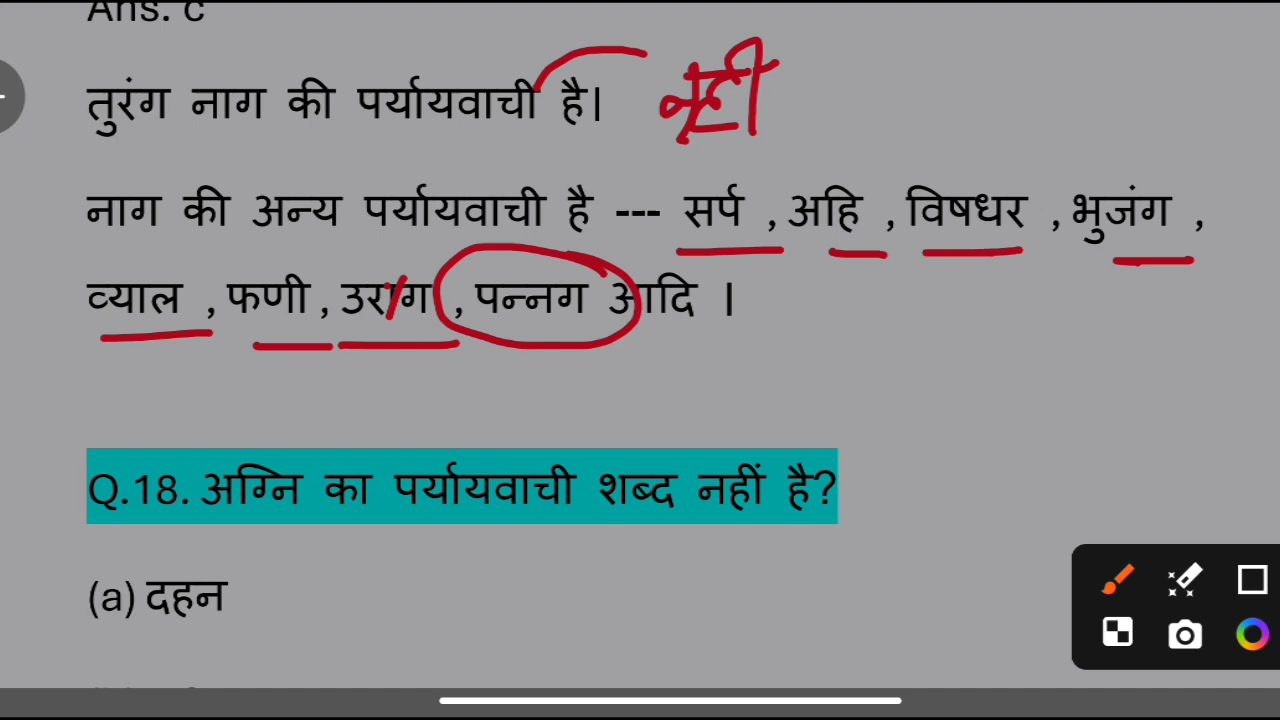 Ans. c
तुरंग नाग की पर्यायवाची है। नहीं
नाग की अन्य पर्यायवाची है --- सर्प , अहि , विषधर , भुजंग ,
व्याल , फणी , उराग , पन्नग आदि ।
Q.18. अग्नि का पर्यायवाची शब्द नहीं है?
(a) दहन